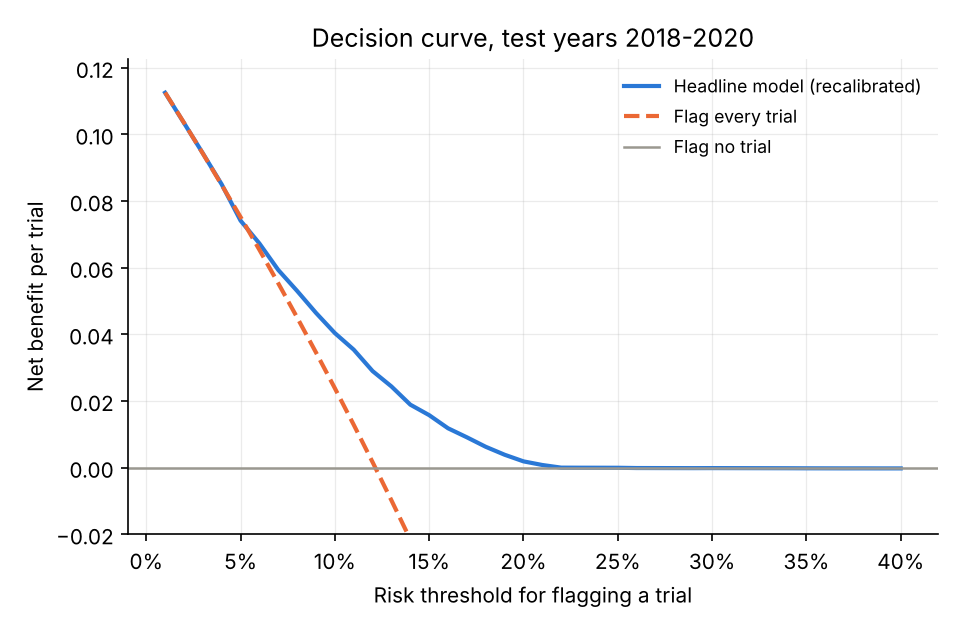 Decision curve, test years 2018-2020
Headline model (recalibrated)
Flag every trial
Flag no trial
Net benefit per trial
0.12
0.10
0.08
0.06
0.04
0.02
0.00
−0.02
0% 5% 10% 15% 20% 25% 30% 35% 40%
Risk threshold for flagging a trial